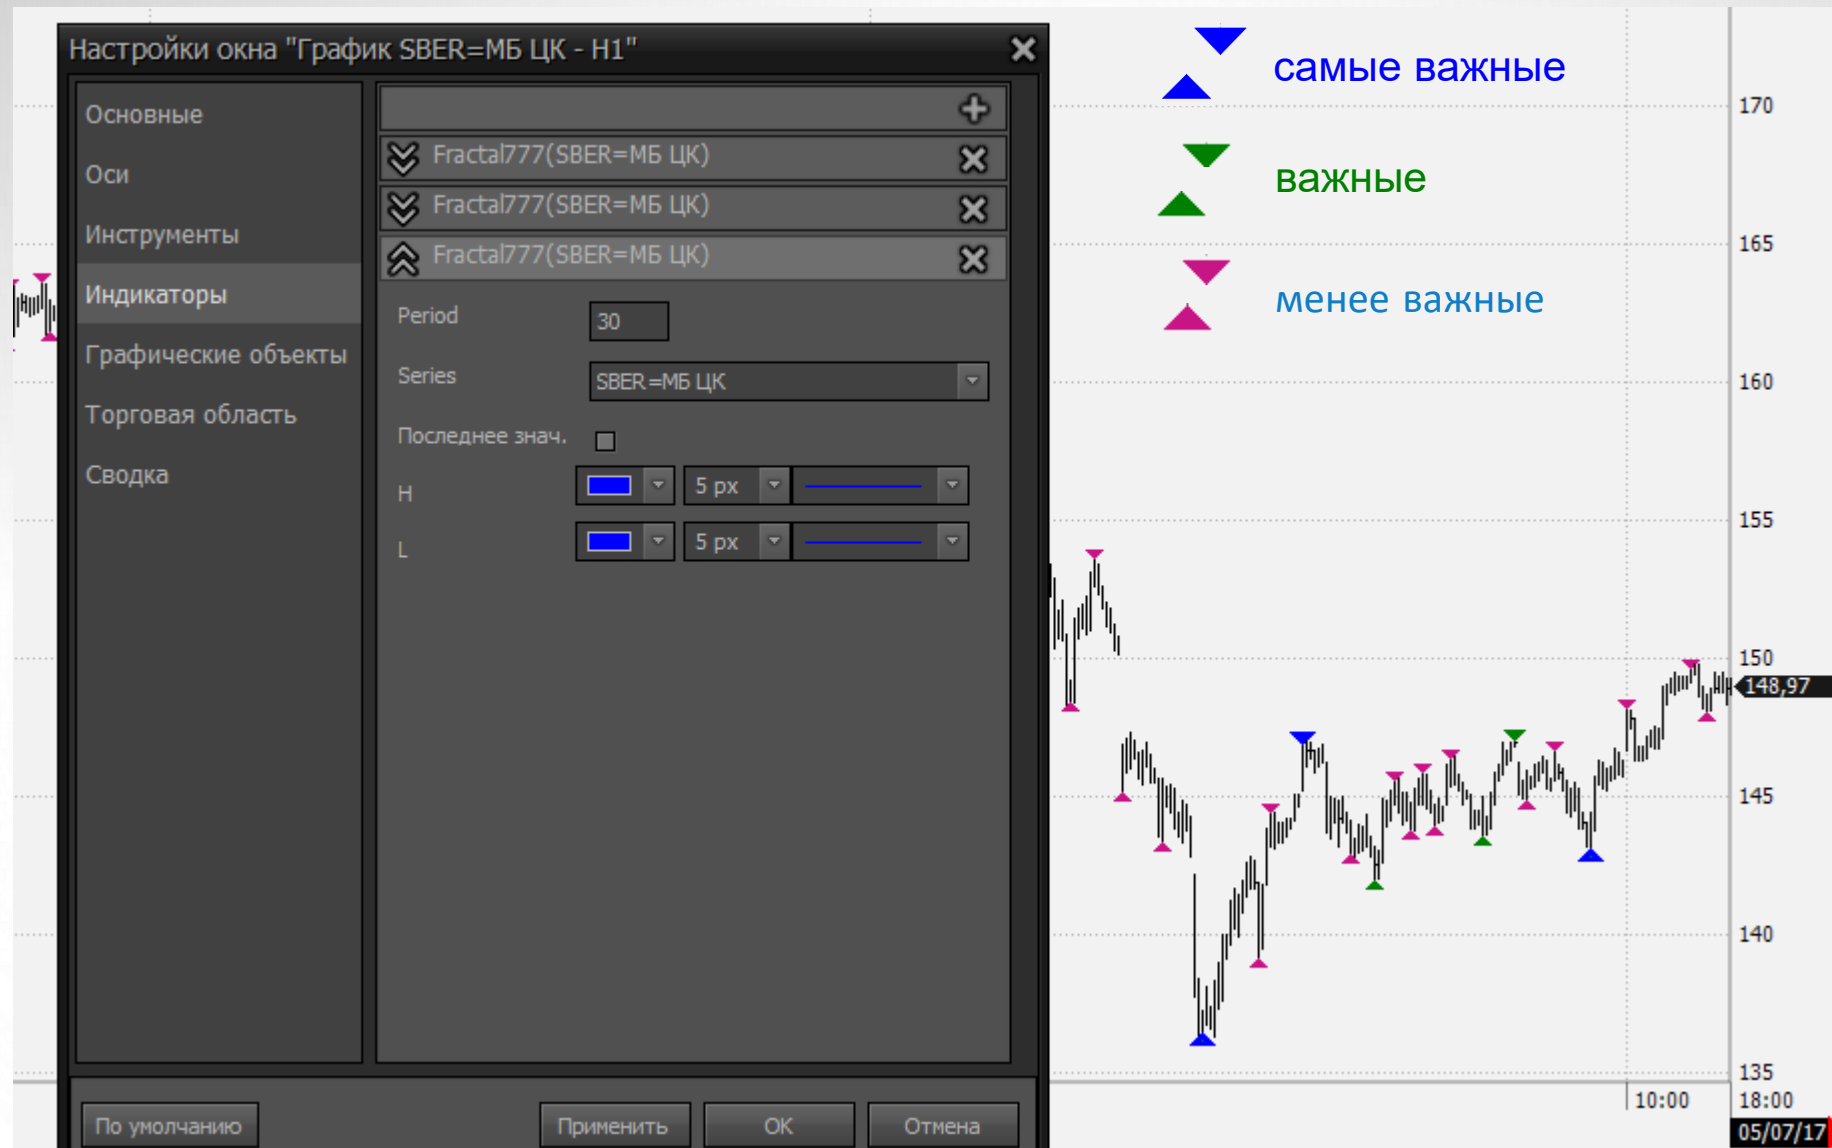 Настройки окна "График SBER=МБ ЦК - H1"
Основные
Оси
Инструменты
Индикаторы
Графические объекты
Торговая область
Сводка
Fractal777(SBER=МБ ЦК)
Fractal777(SBER=МБ ЦК)
Fractal777(SBER=МБ ЦК)
Period
30
Series
SBER=МБ ЦК
Последнее знач.
H
5 px
L
5 px
По умолчанию
Применить
OK
Отмена
самые важные
важные
менее важные
170
165
160
155
150
148,97
145
140
135
10:00
18:00
05/07/17